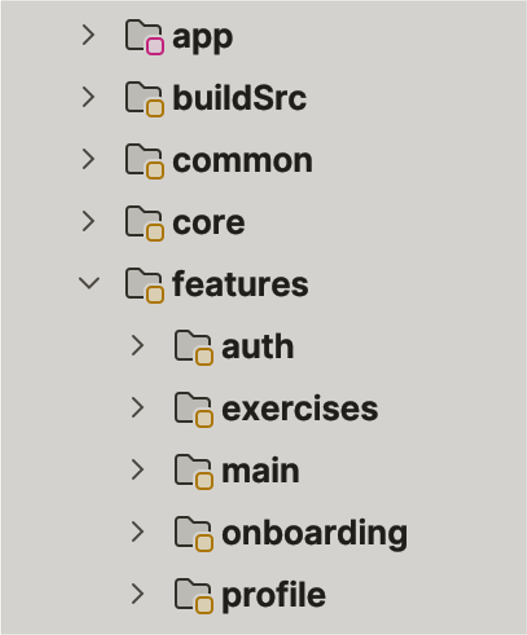 app
buildSrc
common
core
features
auth
exercises
main
onboarding
profile